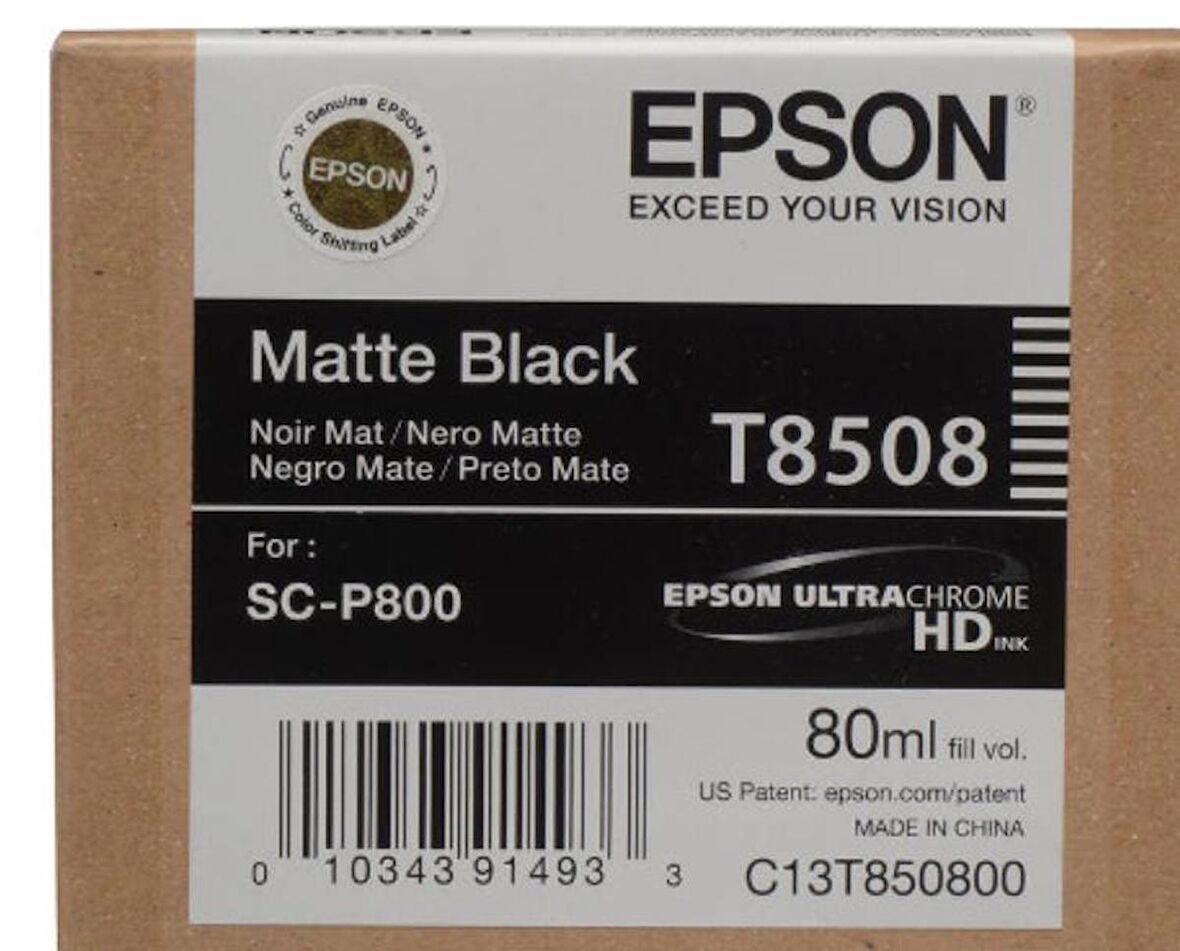 Genuine EPSON
EPSON
Color Shifting Label
EPSON®
EXCEED YOUR VISION
Matte Black
Noir Mat/Nero Matte
Negro Mate/Preto Mate
T8508
For :
SC-P800
EPSON ULTRACHROME
HD INK
80ml fill vol.
US Patent: epson.com/patent
MADE IN CHINA
C13T850800
0 10343 91493 3